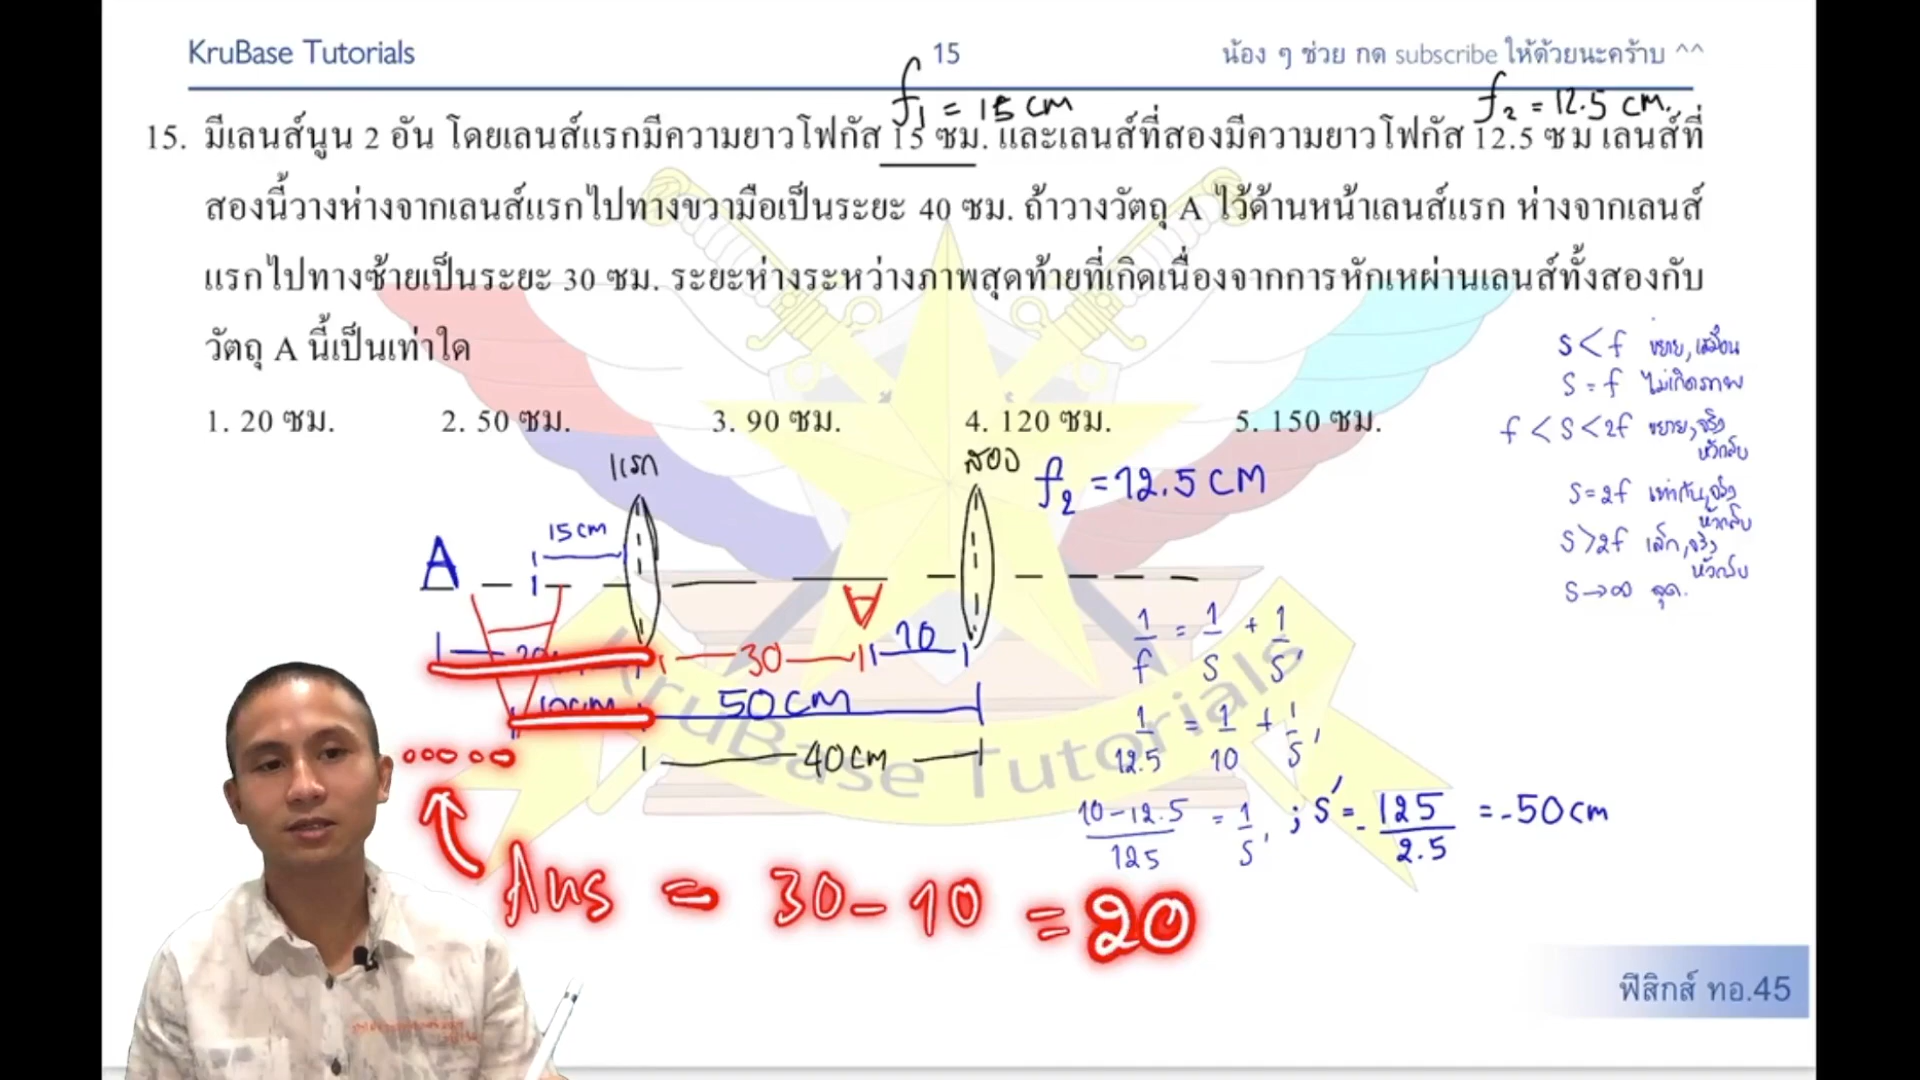 KruBase Tutorials
15
น้อง ๆ ช่วย กด subscribe ให้ด้วยนะคร้าบ ^^
f₁ = 15 cm
f₂ = 12.5 cm.
15. มีเลนส์นูน 2 อัน โดยเลนส์แรกมีความยาวโฟกัส 15 ซม. และเลนส์ที่สองมีความยาวโฟกัส 12.5 ซม เลนส์ที่
สองนี้วางห่างจากเลนส์แรกไปทางขวามือเป็นระยะ 40 ซม. ถ้าวางวัตถุ A ไว้ด้านหน้าเลนส์แรก ห่างจากเลนส์
แรกไปทางซ้ายเป็นระยะ 30 ซม. ระยะห่างระหว่างภาพสุดท้ายที่เกิดเนื่องจากการหักเหผ่านเลนส์ทั้งสองกับ
วัตถุ A นี้เป็นเท่าใด
1. 20 ซม. 2. 50 ซม. 3. 90 ซม. 4. 120 ซม. 5. 150 ซม.
s < f ขยาย, เสมือน
s = f ไม่เกิดภาพ
f < s < 2f ขยาย, จริง
หัวกลับ
s = 2f เท่ากัน, จริง
หัวกลับ
s > 2f เล็ก, จริง
หัวกลับ
s → ∞ จุด.
แรก
สอง
f₂ = 12.5 cm
15 cm
A
A
30
10
10cm
50 cm
40 cm
1/f = 1/s + 1/s'
1/12.5 = 1/10 + 1/s'
(10 - 12.5)/125 = 1/s' ; s' = -125/2.5 = -50 cm
Ans = 30 - 10 = 20
KruBase Tutorials
ฟิสิกส์ ทอ.45